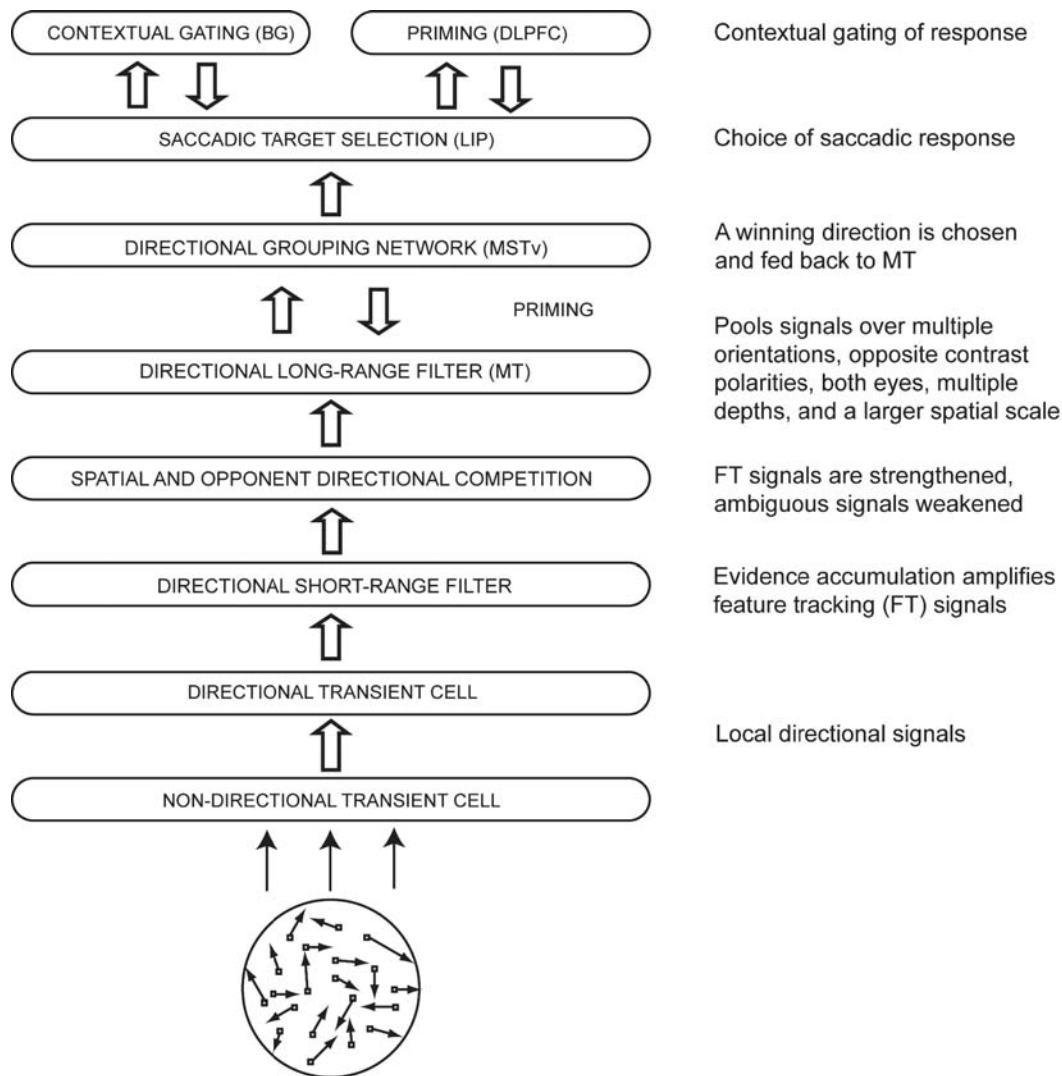 CONTEXTUAL GATING (BG)
PRIMING (DLPFC)
Contextual gating of response
SACCADIC TARGET SELECTION (LIP)
Choice of saccadic response
DIRECTIONAL GROUPING NETWORK (MSTv)
A winning direction is chosen
and fed back to MT
PRIMING
DIRECTIONAL LONG-RANGE FILTER (MT)
Pools signals over multiple
orientations, opposite contrast
polarities, both eyes, multiple
depths, and a larger spatial scale
SPATIAL AND OPPONENT DIRECTIONAL COMPETITION
FT signals are strengthened,
ambiguous signals weakened
DIRECTIONAL SHORT-RANGE FILTER
Evidence accumulation amplifies
feature tracking (FT) signals
DIRECTIONAL TRANSIENT CELL
Local directional signals
NON-DIRECTIONAL TRANSIENT CELL